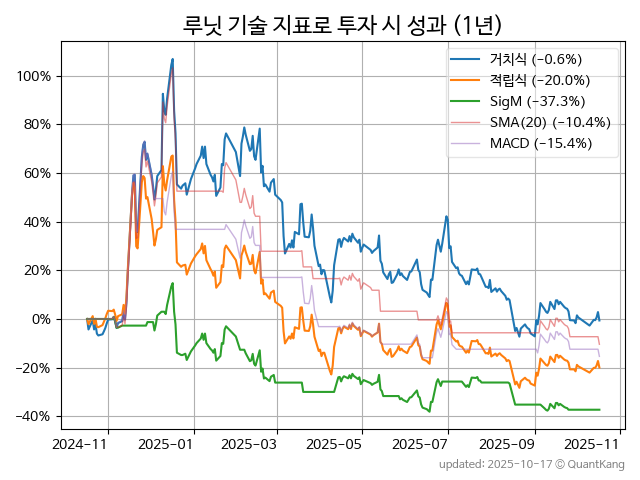 루닛 기술 지표로 투자 시 성과 (1년)
거치식 (−0.6%)
적립식 (−20.0%)
SigM (−37.3%)
SMA(20) (−10.4%)
MACD (−15.4%)
100%
80%
60%
40%
20%
0%
−20%
−40%
2024-11 2025-01 2025-03 2025-05 2025-07 2025-09 2025-11
updated: 2025-10-17 © QuantKang